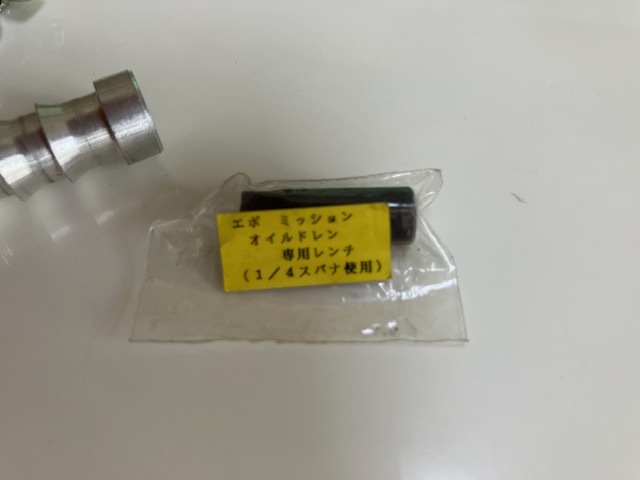 エボ　ミッション
オイルドレン
専用レンチ
(１／４スパナ使用)